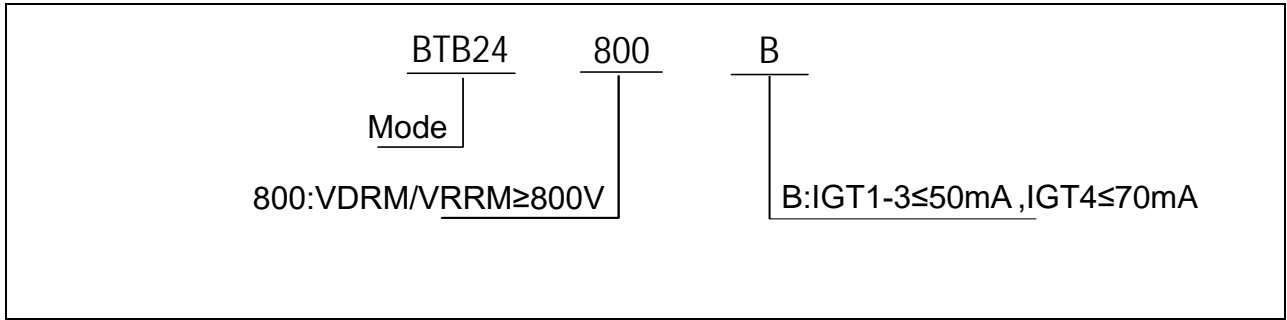 BTB24 800 B
Mode
800:VDRM/VRRM≥800V B:IGT1-3≤50mA ,IGT4≤70mA